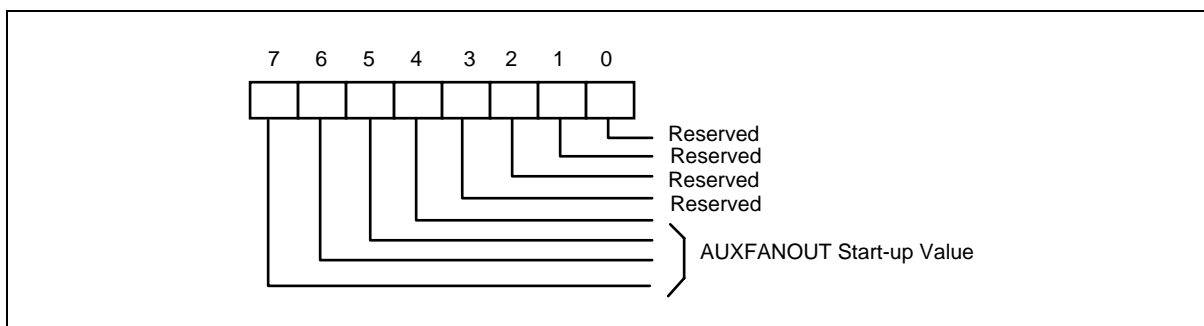 7 6 5 4 3 2 1 0
Reserved
Reserved
Reserved
Reserved
AUXFANOUT Start-up Value